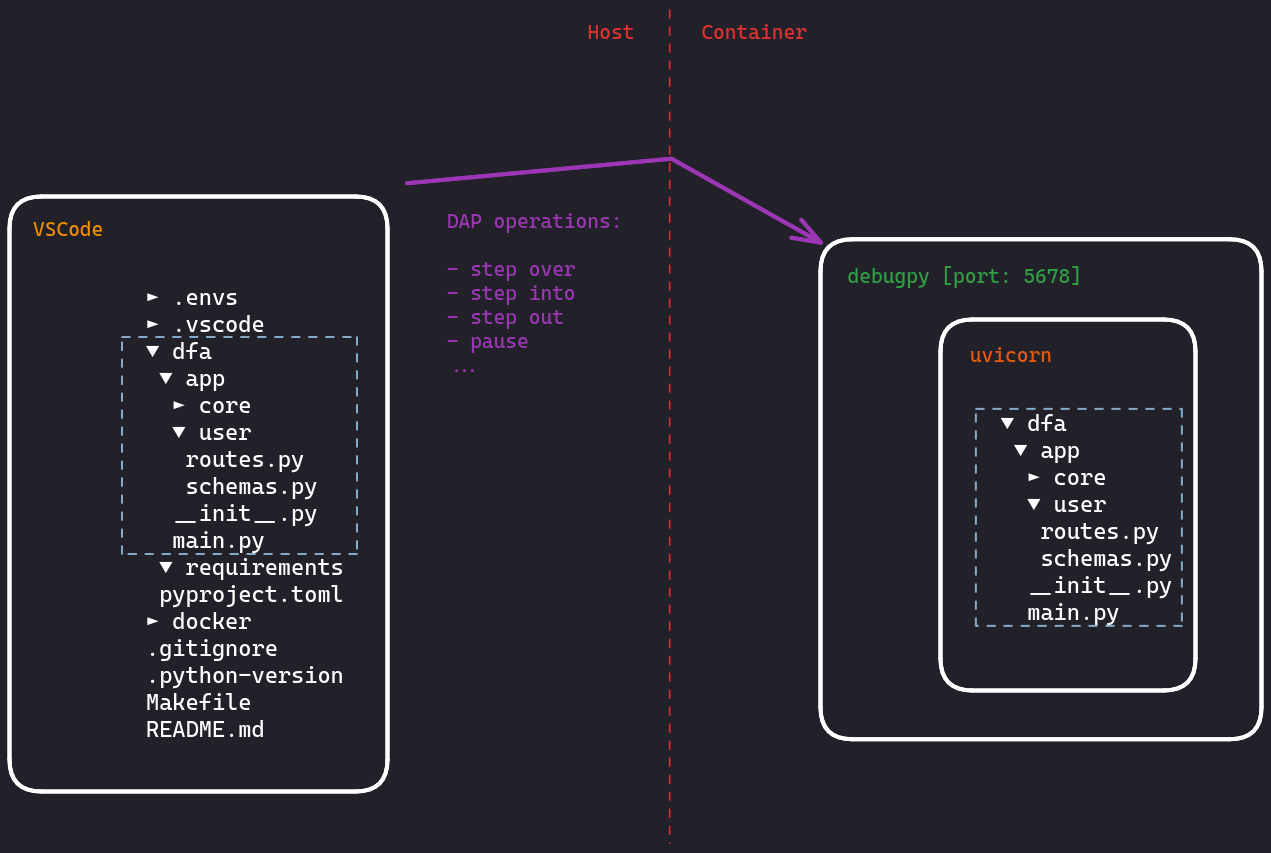 Host
Container
VSCode
► .envs
► .vscode
▼ dfa
▼ app
► core
▼ user
routes.py
schemas.py
__init__.py
main.py
▼ requirements
pyproject.toml
► docker
.gitignore
.python-version
Makefile
README.md
DAP operations:
- step over
- step into
- step out
- pause
...
debugpy [port: 5678]
uvicorn
▼ dfa
▼ app
► core
▼ user
routes.py
schemas.py
__init__.py
main.py